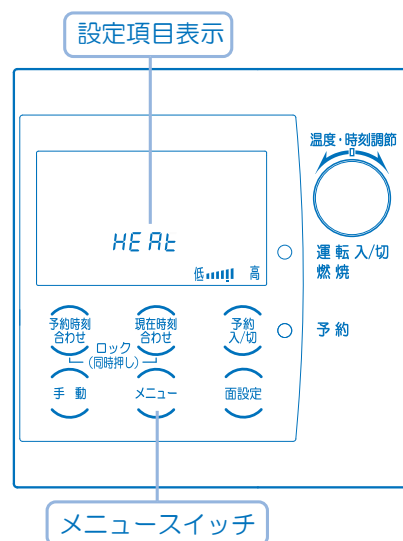 設定項目表示
温度・時刻調節
HEAt
低 高
運転 入/切
燃焼
予約時刻
合わせ
現在時刻
合わせ
予約
入/切
予約
ロック
(同時押し)
手動
メニュー
面設定
メニュースイッチ